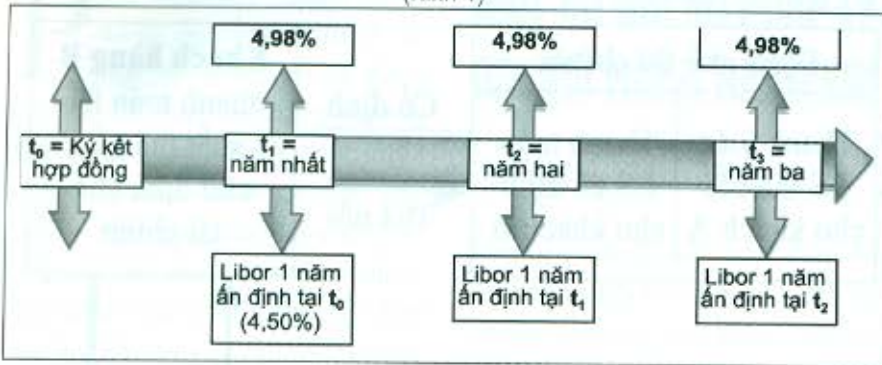 4,98%
4,98%
4,98%
t₀ = Ký kết
hợp đồng
t₁ =
năm nhất
t₂ =
năm hai
t₃ =
năm ba
Libor 1 năm
ấn định tại t₀
(4,50%)
Libor 1 năm
ấn định tại t₁
Libor 1 năm
ấn định tại t₂